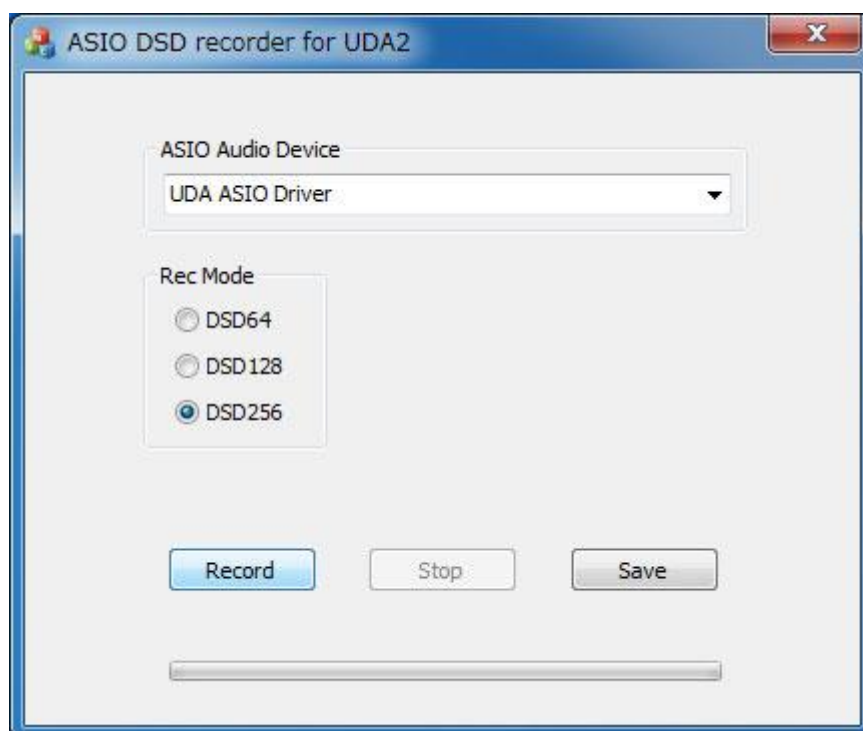 ASIO DSD recorder for UDA2
ASIO Audio Device
UDA ASIO Driver
Rec Mode
DSD64
DSD128
DSD256
Record Stop Save